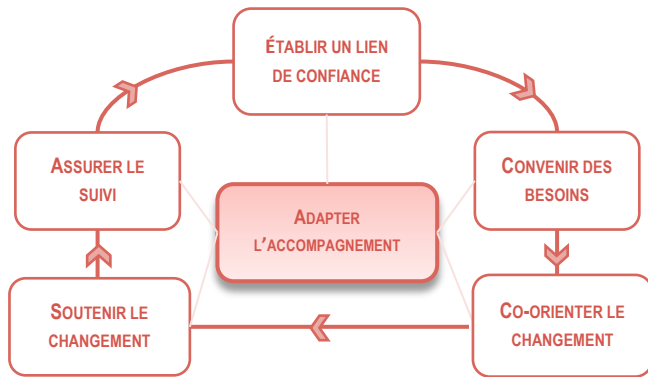 ÉTABLIR UN LIEN
DE CONFIANCE
ASSURER LE
SUIVI
CONVENIR DES
BESOINS
ADAPTER
L'ACCOMPAGNEMENT
SOUTENIR LE
CHANGEMENT
CO-ORIENTER LE
CHANGEMENT